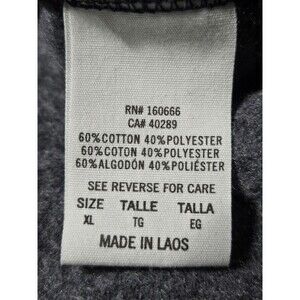 RN# 160666
CA# 40289
60%COTTON 40%POLYESTER
60%COTON 40%POLYESTER
60%ALGODÓN 40%POLIÉSTER
SEE REVERSE FOR CARE
SIZE TALLE TALLA
XL TG EG
MADE IN LAOS